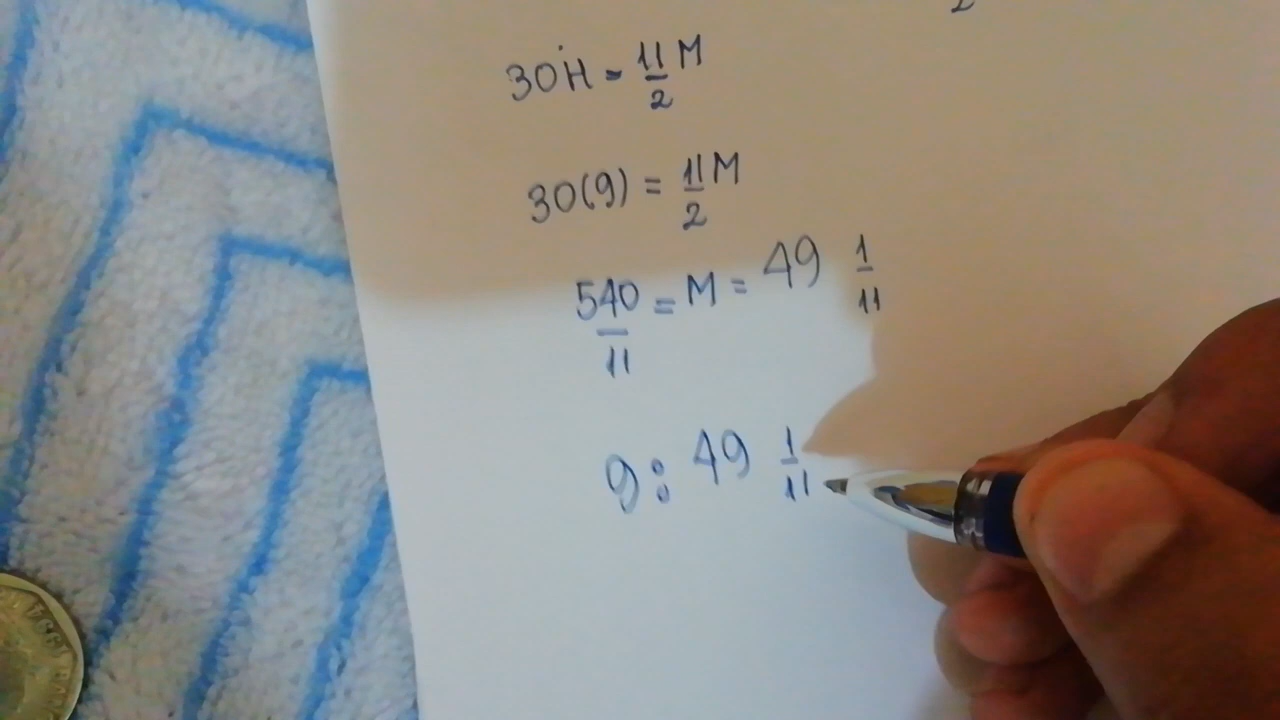 30H - 11/2 M
30(9) = 11/2 M
540/11 = M = 49 1/11
9: 49 1/11